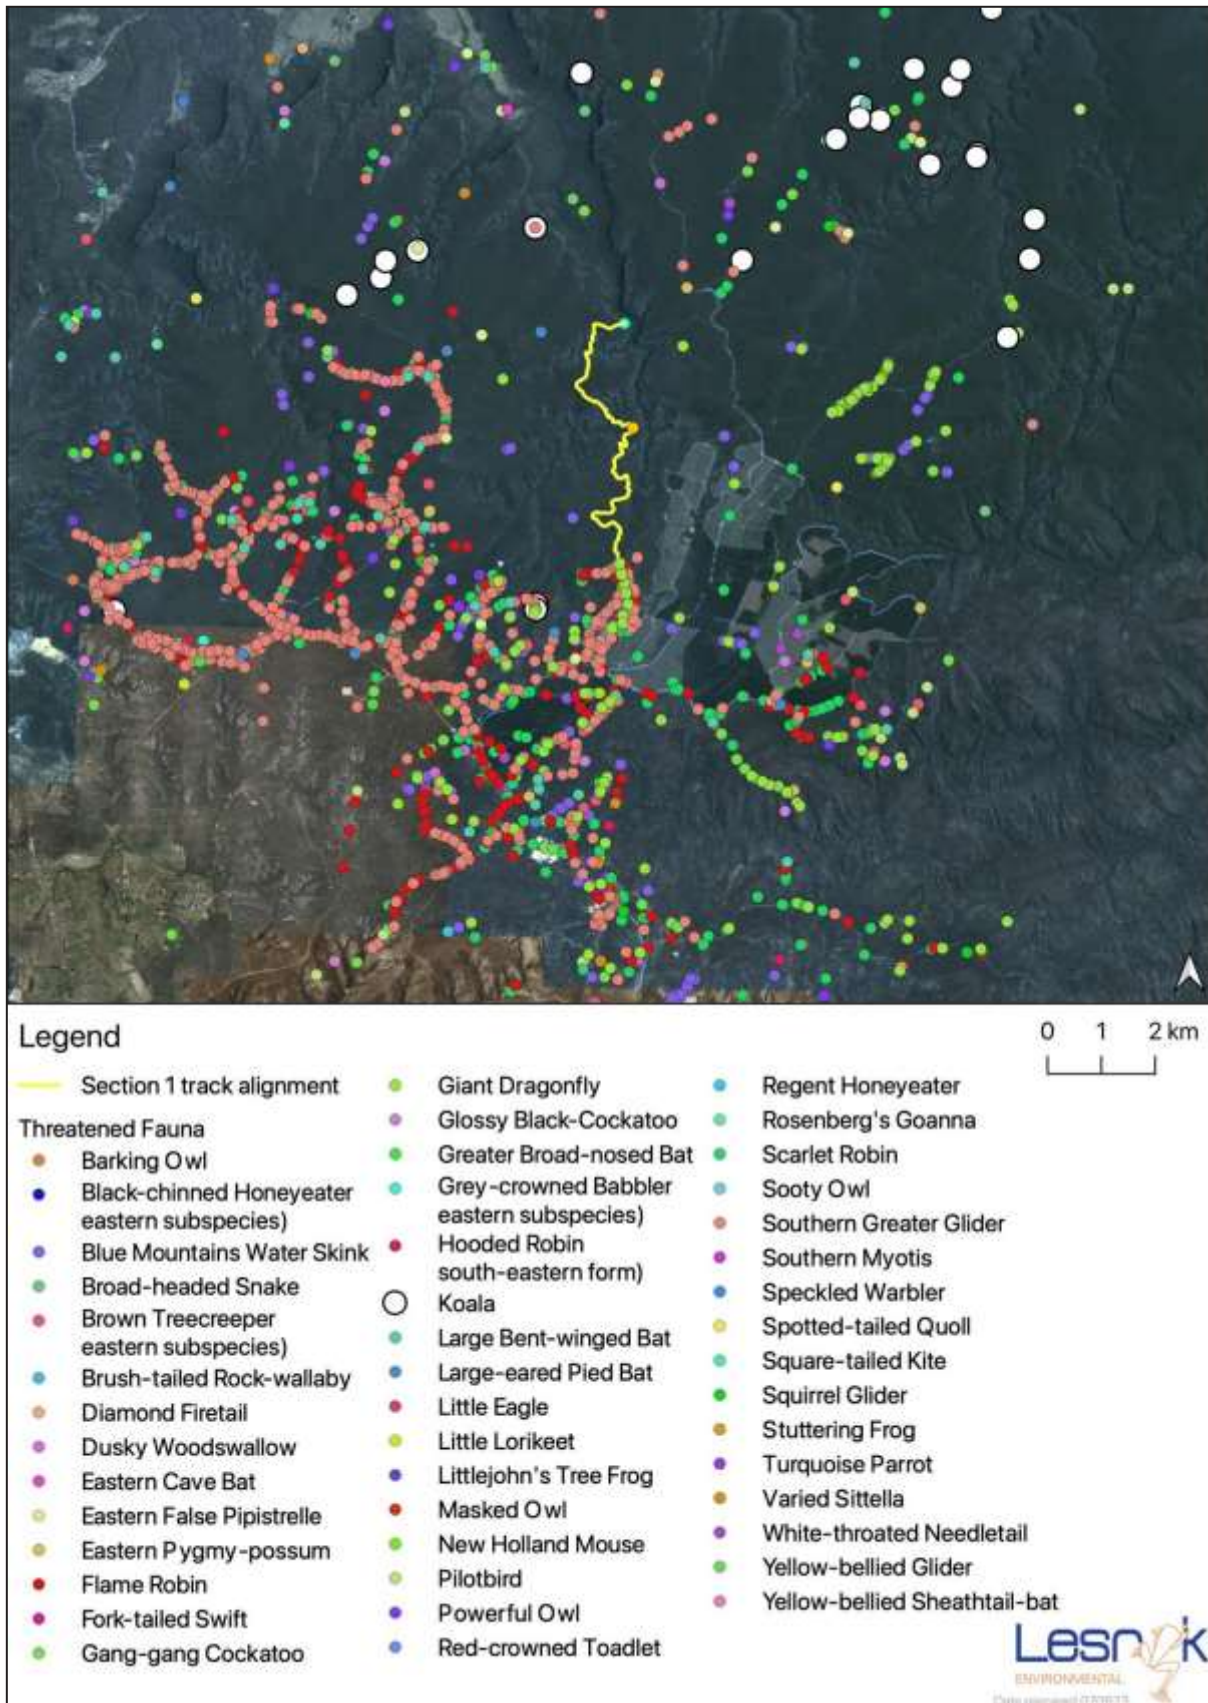 Legend
0 1 2 km
Section 1 track alignment
Threatened Fauna
Barking Owl
Black-chinned Honeyeater
eastern subspecies)
Blue Mountains Water Skink
Broad-headed Snake
Brown Treecreeper
eastern subspecies)
Brush-tailed Rock-wallaby
Diamond Firetail
Dusky Woodswallow
Eastern Cave Bat
Eastern False Pipistrelle
Eastern Pygmy-possum
Flame Robin
Fork-tailed Swift
Gang-gang Cockatoo
Giant Dragonfly
Glossy Black-Cockatoo
Greater Broad-nosed Bat
Grey-crowned Babbler
eastern subspecies)
Hooded Robin
south-eastern form)
Koala
Large Bent-winged Bat
Large-eared Pied Bat
Little Eagle
Little Lorikeet
Littlejohn's Tree Frog
Masked Owl
New Holland Mouse
Pilotbird
Powerful Owl
Red-crowned Toadlet
Regent Honeyeater
Rosenberg's Goanna
Scarlet Robin
Sooty Owl
Southern Greater Glider
Southern Myotis
Speckled Warbler
Spotted-tailed Quoll
Square-tailed Kite
Squirrel Glider
Stuttering Frog
Turquoise Parrot
Varied Sittella
White-throated Needletail
Yellow-bellied Glider
Yellow-bellied Sheathtail-bat
Lesryk
ENVIRONMENTAL